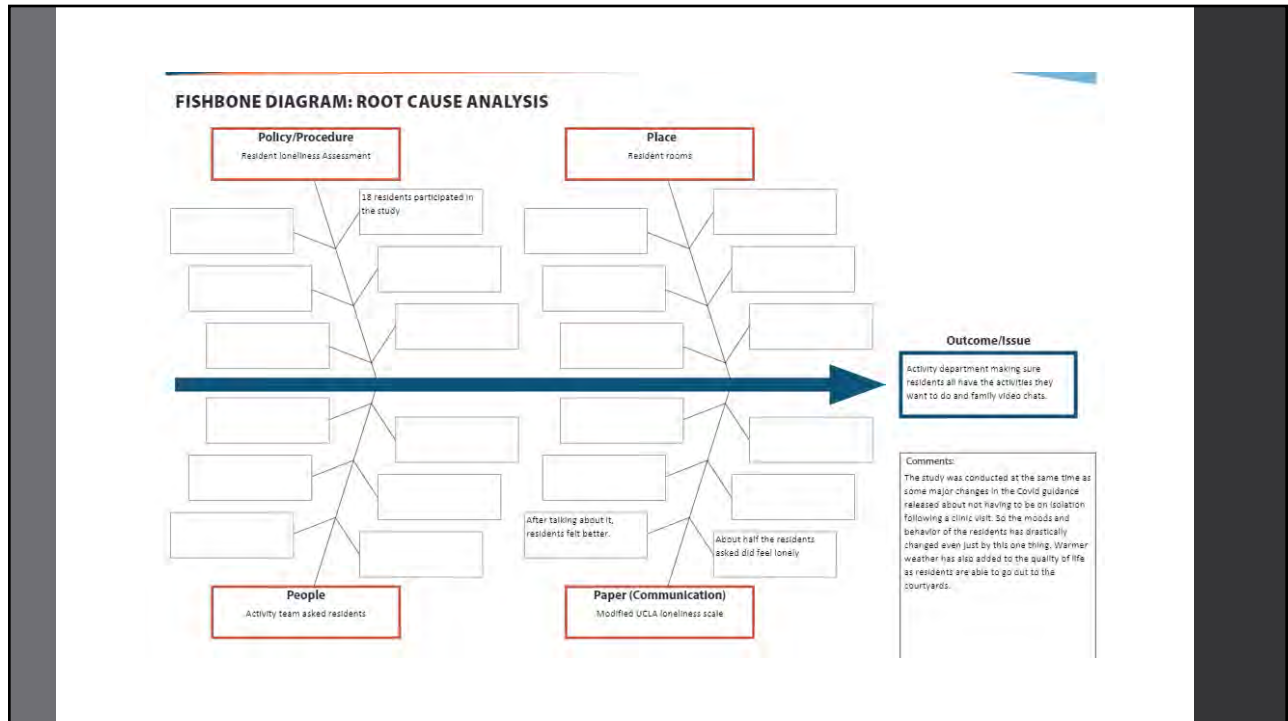 FISHBONE DIAGRAM: ROOT CAUSE ANALYSIS
Policy/Procedure
Resident loneliness Assessment
Place
Resident rooms
18 residents participated in
the study
Outcome/Issue
Activity department making sure
residents all have the activities they
want to do and family video chats.
Comments:
The study was conducted at the same time as
some major changes in the Covid guidance
released about not having to be on isolation
following a clinic visit. So the moods and
behavior of the residents has drastically
changed even just by this one thing. Warmer
weather has also added to the quality of life
as residents are able to go out to the
courtyards.
After talking about it,
residents felt better.
About half the residents
asked did feel lonely
People
Activity team asked residents
Paper (Communication)
Modified UCLA loneliness scale